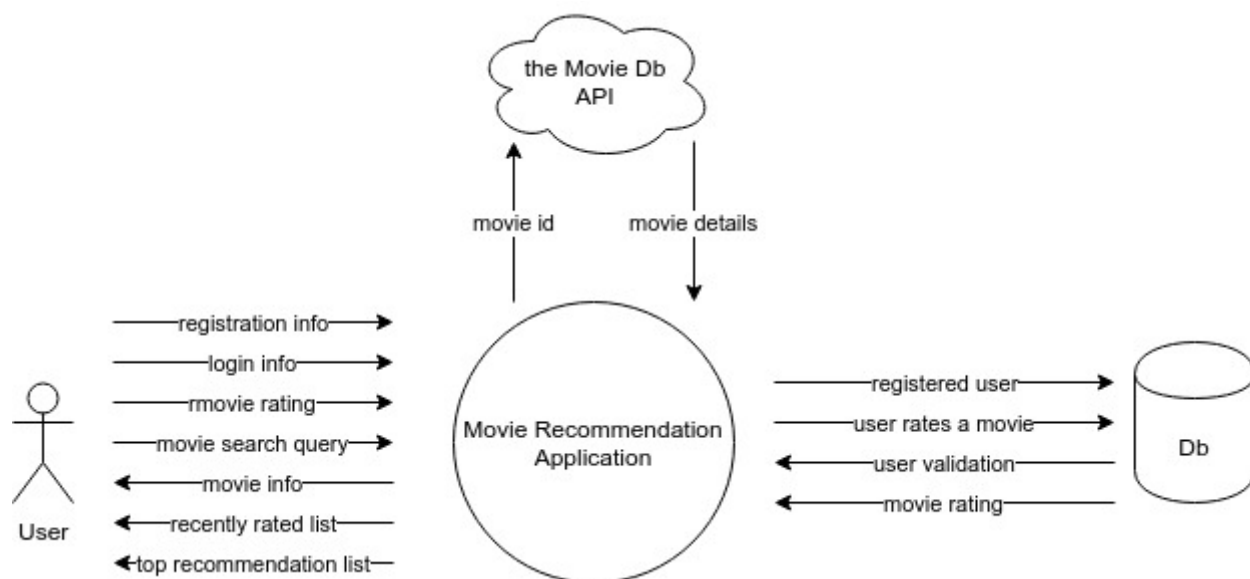 the Movie Db
API
movie id
movie details
registration info
login info
rmovie rating
movie search query
movie info
recently rated list
top recommendation list
User
Movie Recommendation
Application
registered user
user rates a movie
user validation
movie rating
Db